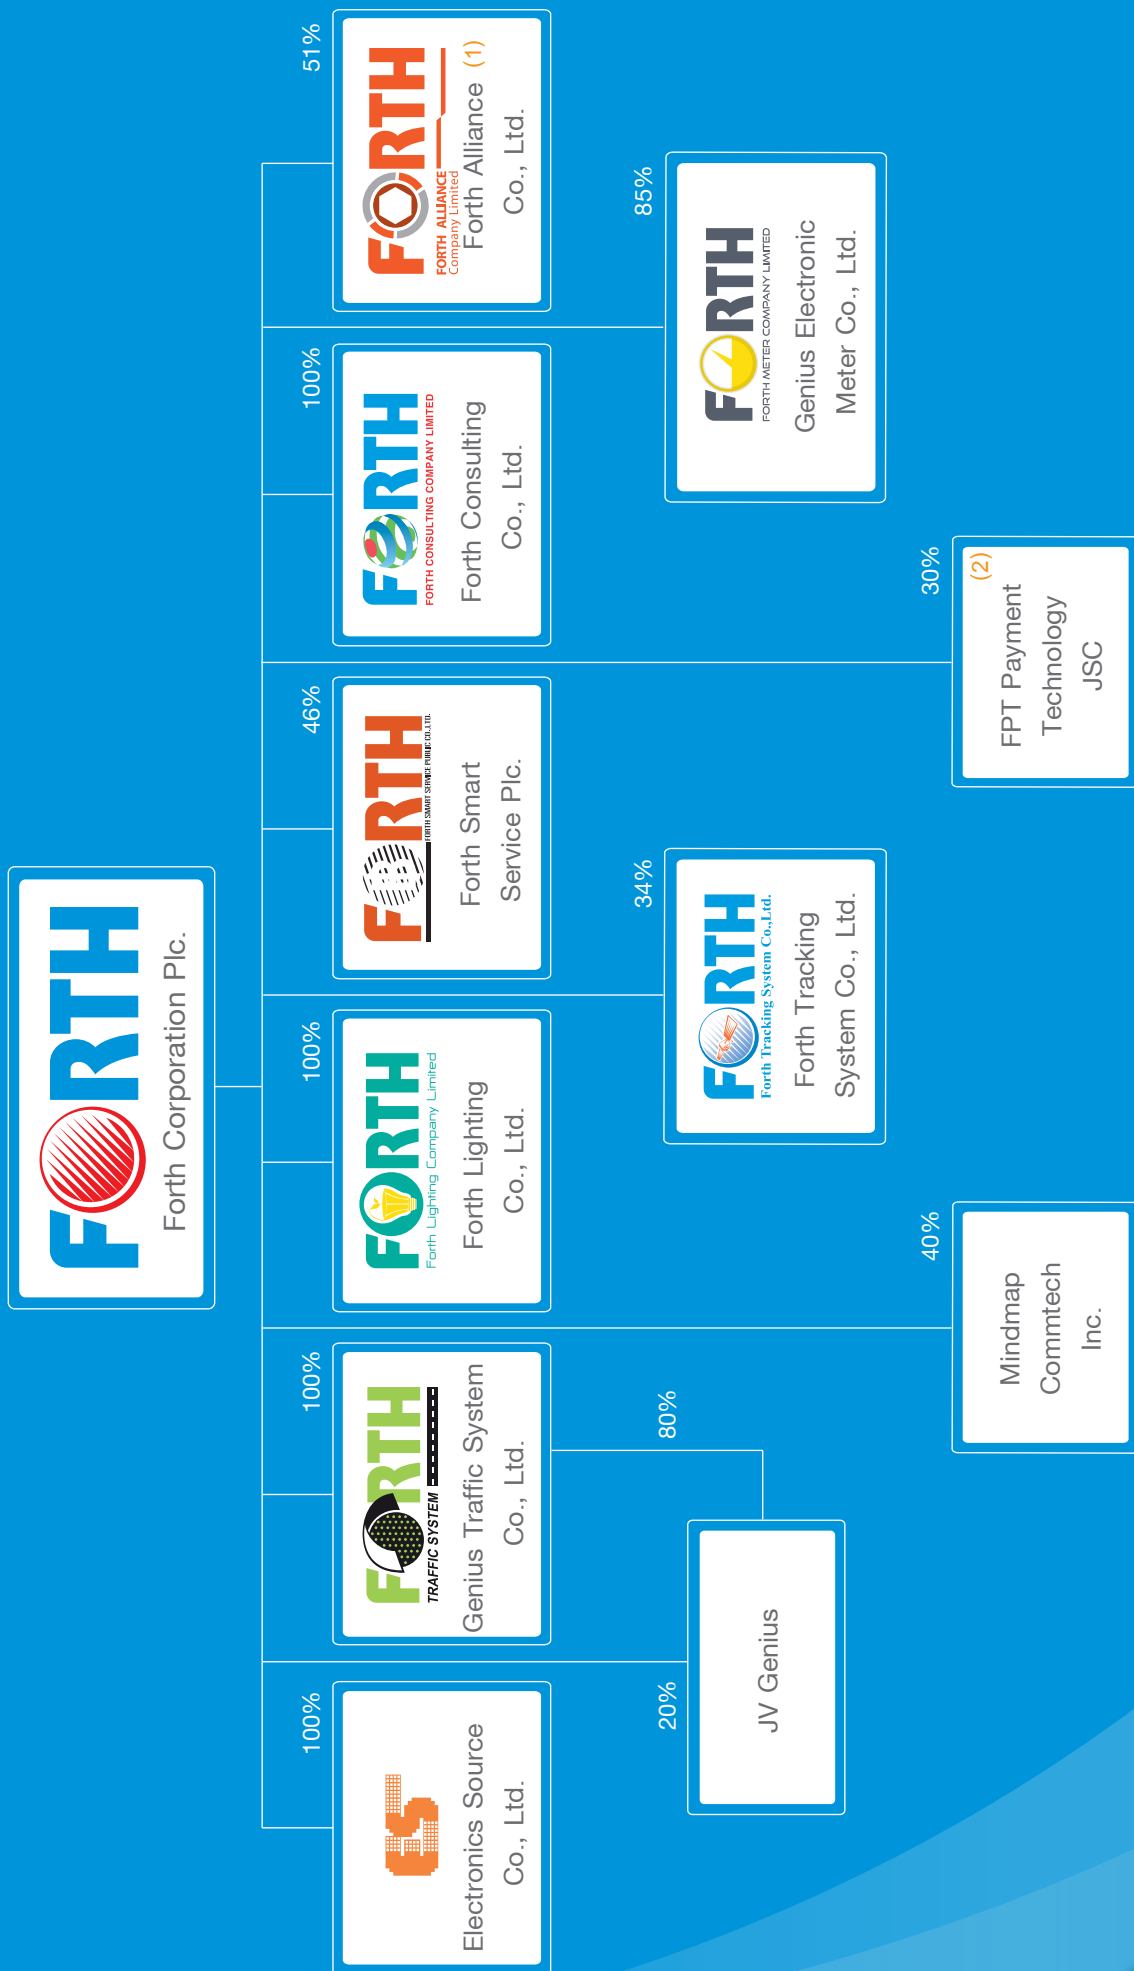 FORTH
Forth Corporation Plc.
100%
ES
Electronics Source
Co., Ltd.
100%
FORTH
TRAFFIC SYSTEM
Genius Traffic System
Co., Ltd.
100%
FORTH
Forth Lighting Company Limited
Forth Lighting
Co., Ltd.
46%
FORTH
FORTH SMART SERVICE PUBLIC CO.,LTD.
Forth Smart
Service Plc.
100%
FORTH
FORTH CONSULTING COMPANY LIMITED
Forth Consulting
Co., Ltd.
51%
FORTH
FORTH ALLIANCE
Company Limited
Forth Alliance (1)
Co., Ltd.
20%
80%
JV Genius
34%
FORTH
Forth Tracking System Co.,Ltd.
Forth Tracking
System Co., Ltd.
85%
FORTH
FORTH METER COMPANY LIMITED
Genius Electronic
Meter Co., Ltd.
40%
Mindmap
Commtech
Inc.
30%
(2)
FPT Payment
Technology
JSC